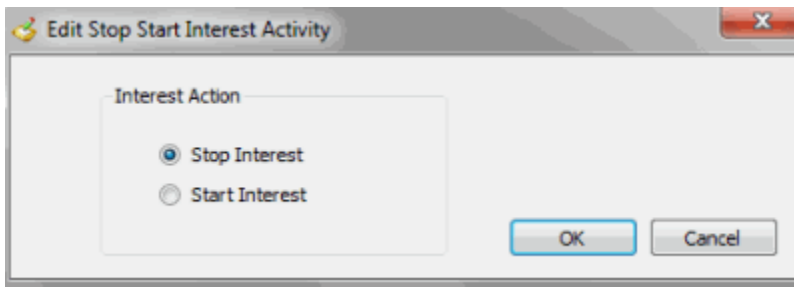 Edit Stop Start Interest Activity
Interest Action
Stop Interest
Start Interest
OK
Cancel